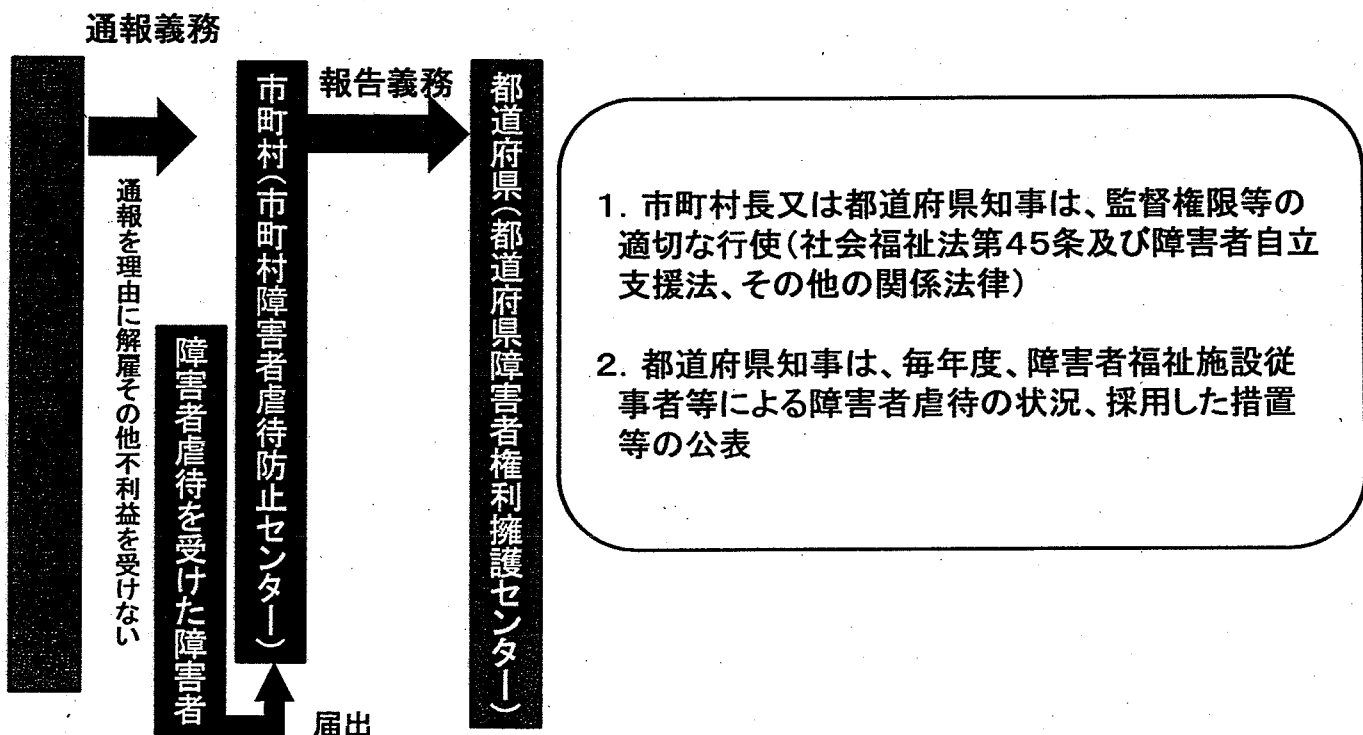 通報義務
通報を理由に解雇その他不利益を受けない
障害者虐待を受けた障害者
届出
市町村(市町村障害者虐待防止センター)
報告義務
都道府県(都道府県障害者権利擁護センター)
1. 市町村長又は都道府県知事は、監督権限等の
適切な行使(社会福祉法第45条及び障害者自立
支援法、その他の関係法律)
2. 都道府県知事は、毎年度、障害者福祉施設従
事者等による障害者虐待の状況、採用した措置
等の公表